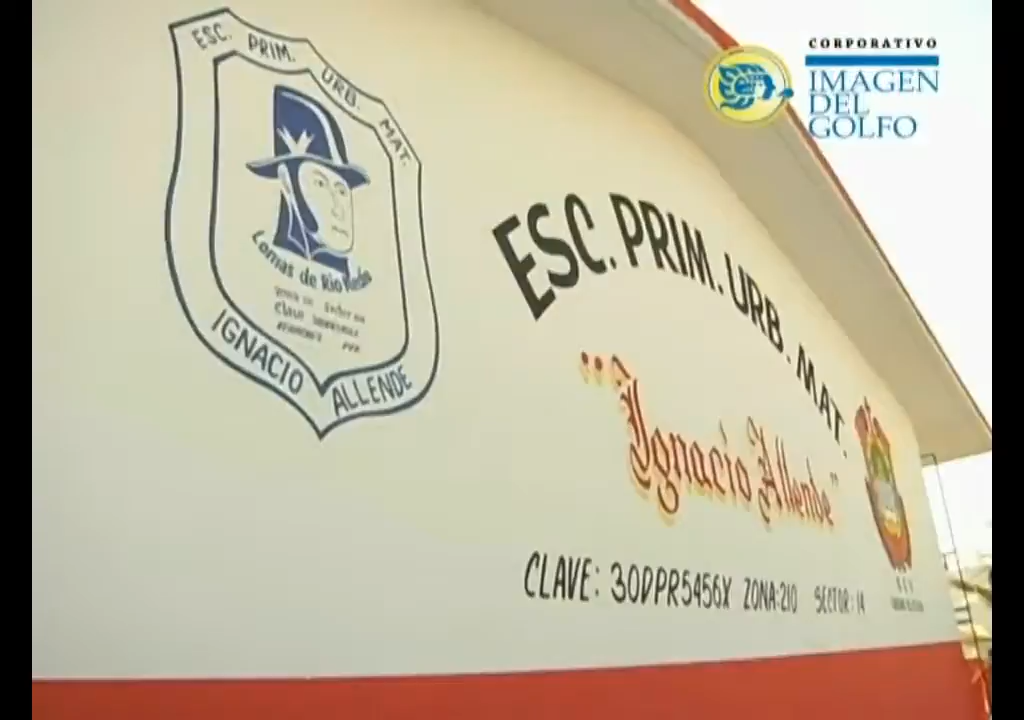 CORPORATIVO
IMAGEN
DEL
GOLFO
ESC. PRIM. URB. MAT.
Lomas de Rio Medio
Clave
IGNACIO ALLENDE
ESC. PRIM. URB. MAT.
"Ignacio Allende"
CLAVE: 30DPR5456X ZONA:210 SECTOR:14